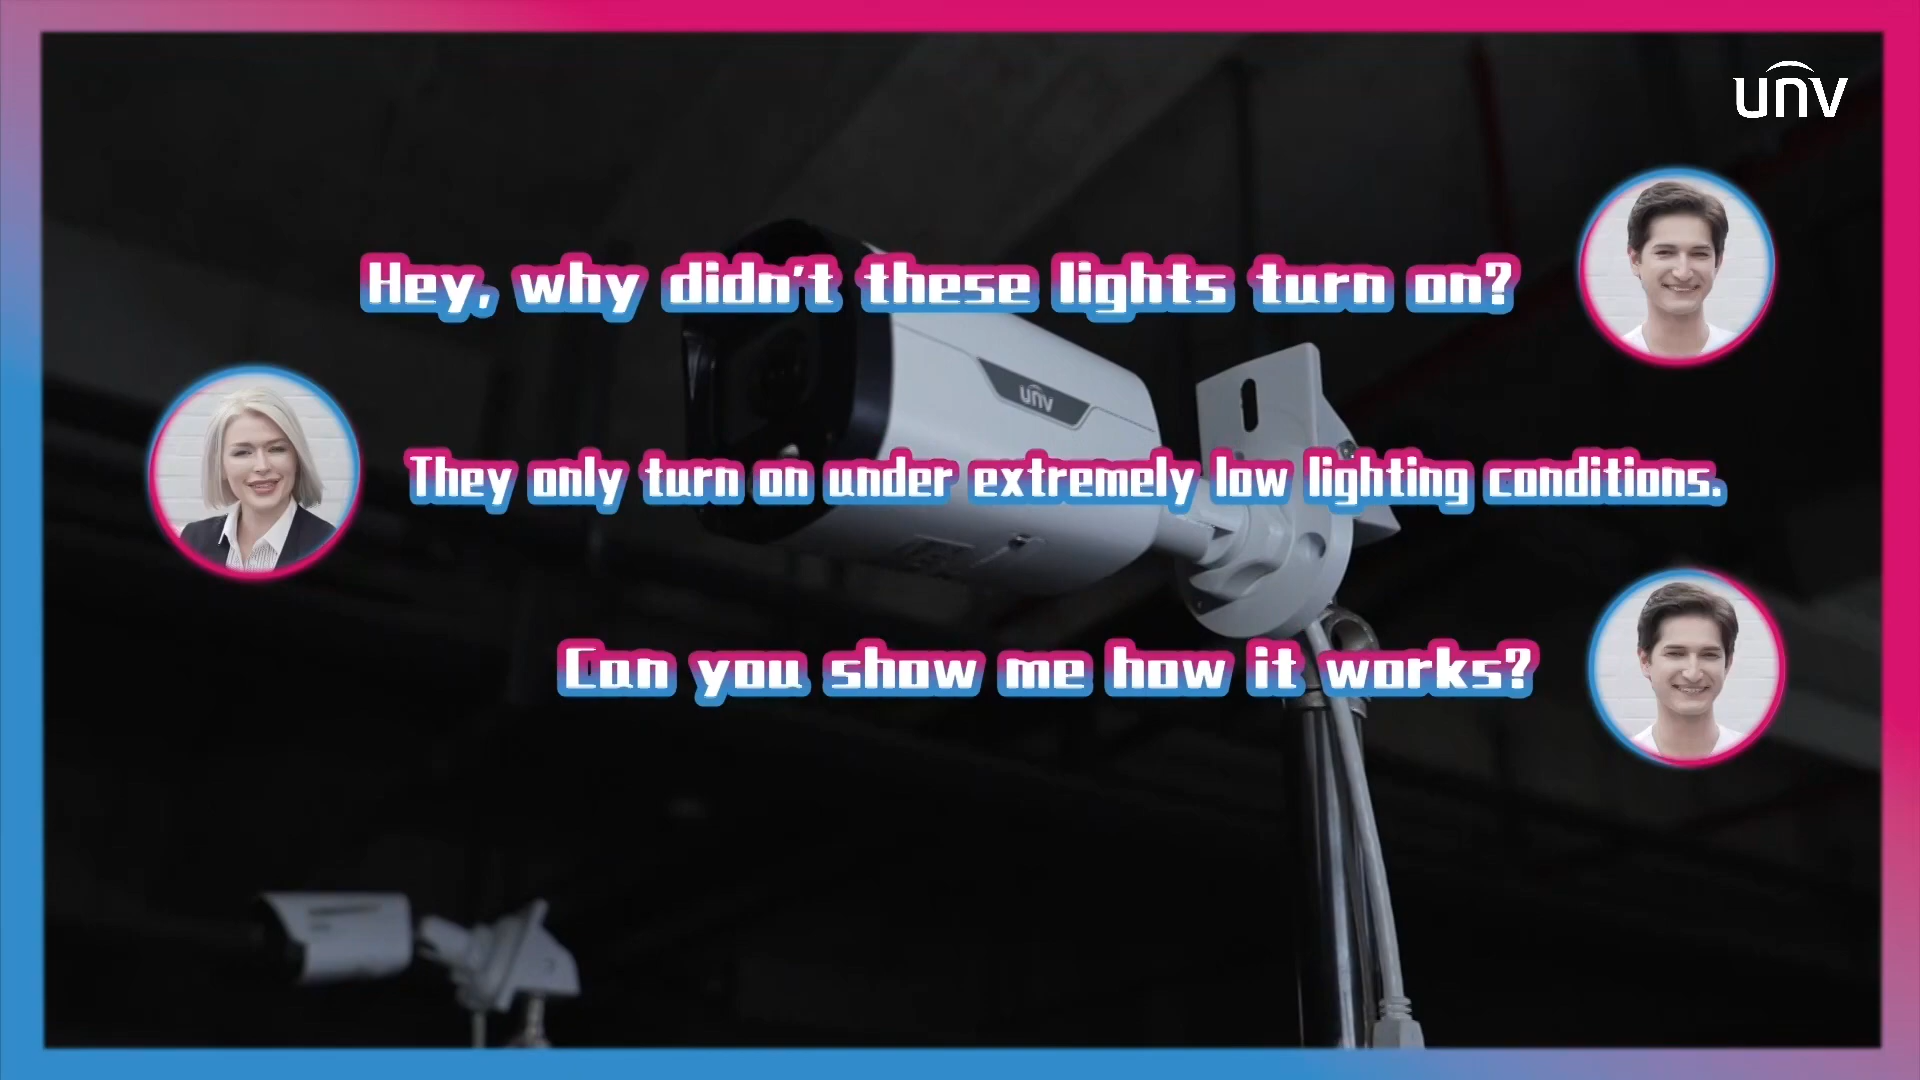 unv
Hey, why didn't these lights turn on?
unv
They only turn on under extremely low lighting conditions.
Can you show me how it works?